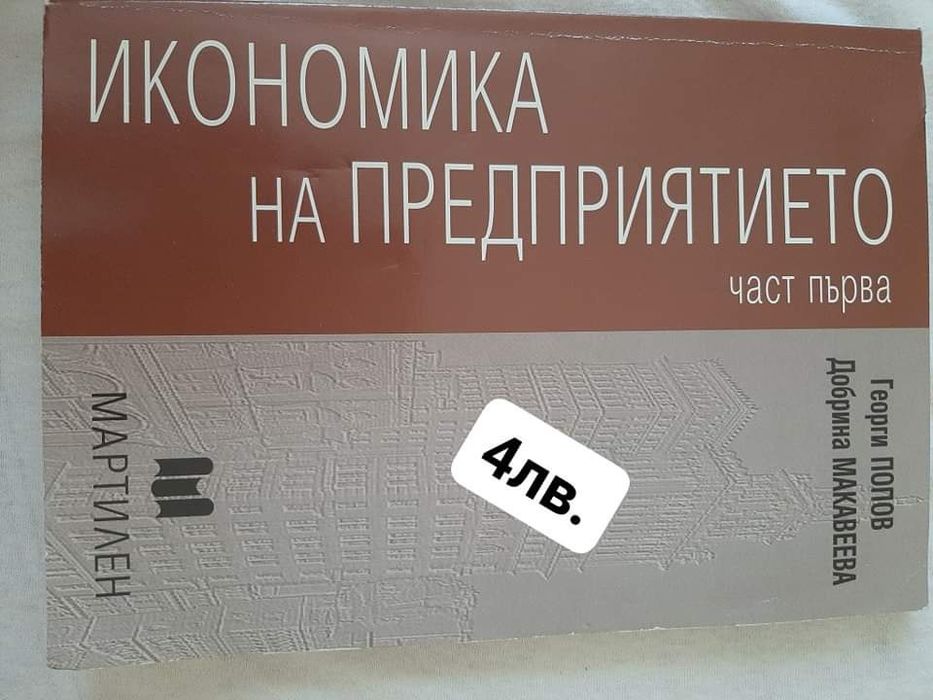 ИКОНОМИКА
НА ПРЕДПРИЯТИЕТО
част първа
Георги ПОПОВ
Добрина МАКАВЕЕВА
4лв.
МАРТИЛЕН